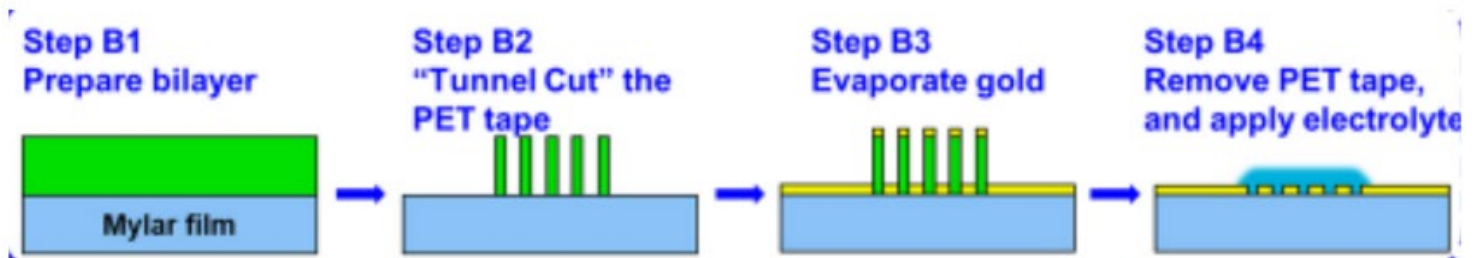 Step B1
Prepare bilayer
Mylar film
Step B2
“Tunnel Cut” the
PET tape
Step B3
Evaporate gold
Step B4
Remove PET tape,
and apply electrolyte